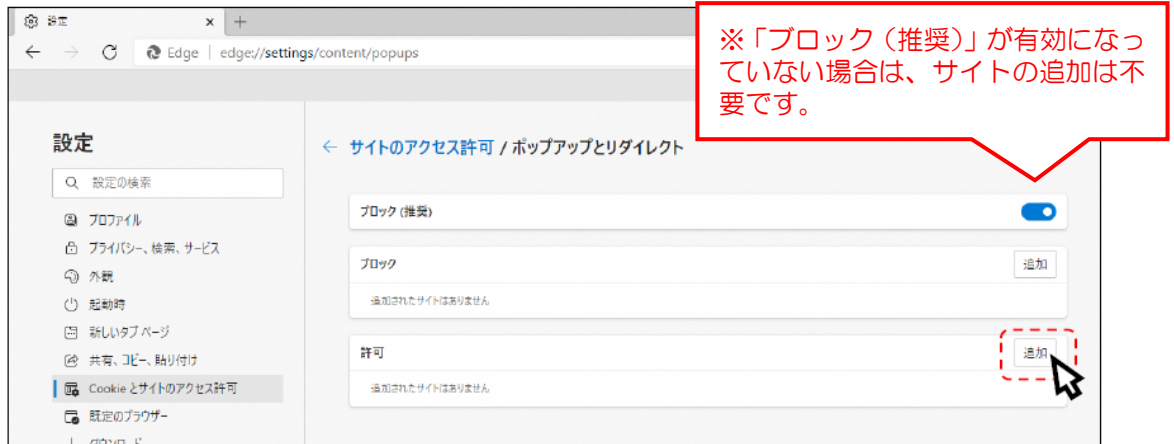 設定
Edge | edge://settings/content/popups
※「ブロック（推奨）」が有効になっ
ていない場合は、サイトの追加は不
要です。
設定
設定の検索
プロファイル
プライバシー、検索、サービス
外観
起動時
新しいタブ ページ
共有、コピー、貼り付け
Cookie とサイトのアクセス許可
既定のブラウザー
ダウンロード
サイトのアクセス許可 / ポップアップとリダイレクト
ブロック (推奨)
ブロック
追加
追加されたサイトはありません
許可
追加
追加されたサイトはありません